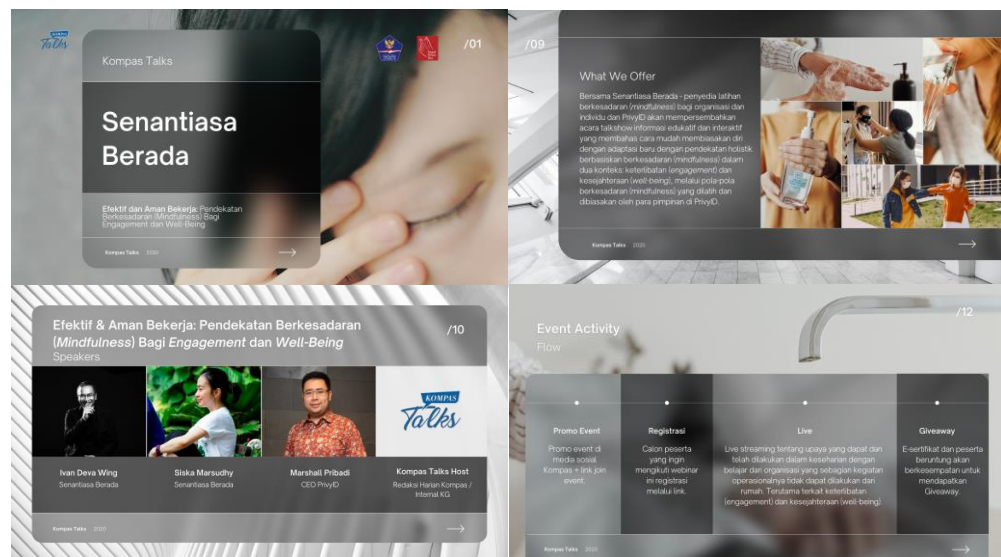 KOMPAS
Talks
/01
Kompas Talks
Senantiasa
Berada
Efektif dan Aman Bekerja: Pendekatan
Berkesadaran (Mindfulness) Bagi
Engagement dan Well-Being
Kompas Talks 2020
/09
What We Offer
Bersama Senantiasa Berada - penyedia latihan
berkesadaran (mindfulness) bagi organisasi dan
individu dan PrivyID akan mempersembahkan
acara talkshow informasi edukatif dan interaktif
yang membahas cara mudah membiasakan diri
dengan adaptasi baru dengan pendekatan holistik
berbasiskan berkesadaran (mindfulness) dalam
dua konteks: keterlibatan (engagement) dan
kesejahteraan (well-being), melalui pola-pola
berkesadaran (mindfulness) yang dilatih dan
dibiasakan oleh para pimpinan di PrivyID.
Kompas Talks 2020
Efektif & Aman Bekerja: Pendekatan Berkesadaran
(Mindfulness) Bagi Engagement dan Well-Being
Speakers
/10
KOMPAS
Talks
Ivan Deva Wing
Senantiasa Berada
Siska Marsudhy
Senantiasa Berada
Marshall Pribadi
CEO PrivyID
Kompas Talks Host
Redaksi Harian Kompas /
Internal KG
Kompas Talks 2020
/12
Event Activity
Flow
Promo Event
Promo event di
media sosial
Kompas + link join
event.
Registrasi
Calon peserta
yang ingin
mengikuti webinar
ini registrasi
melalui link.
Live
Live streaming tentang upaya yang dapat dan
telah dilakukan dalam keseharian dengan
belajar dari organisasi yang sebagian kegiatan
operasionalnya tidak dapat dilakukan dari
rumah. Terutama terkait keterlibatan
(engagement) dan kesejahteraan (well-being).
Giveaway
E-sertifikat dan peserta
beruntung akan
berkesempatan untuk
mendapatkan
Giveaway.
Kompas Talks 2020